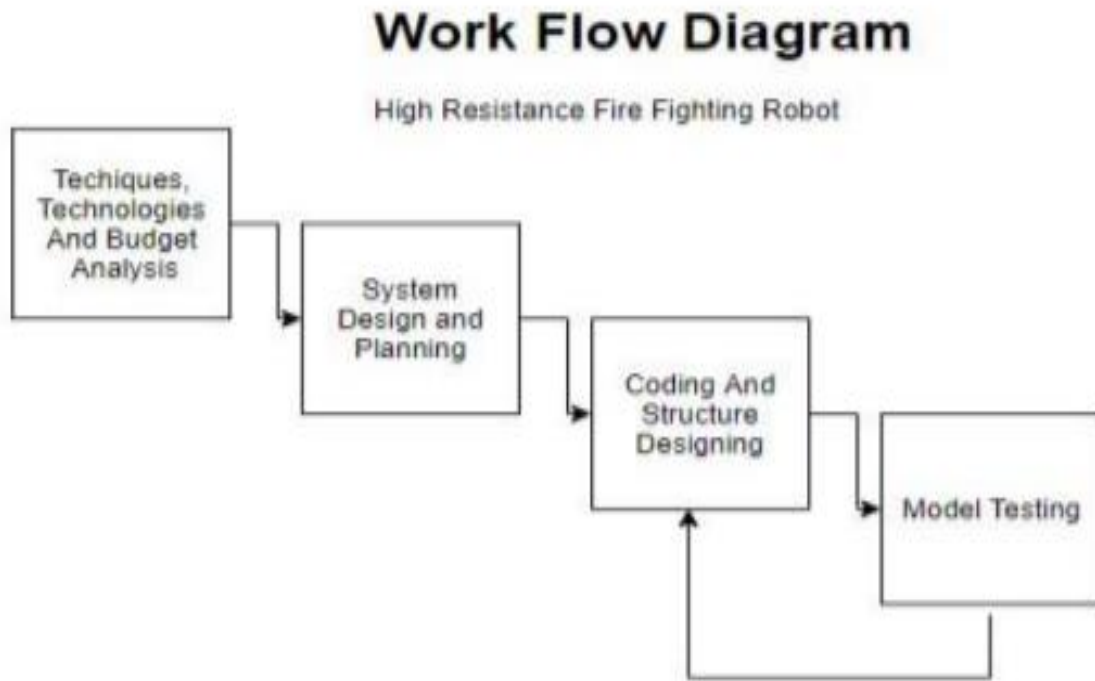 Work Flow Diagram
High Resistance Fire Fighting Robot
Techiques,
Technologies
And Budget
Analysis
System
Design and
Planning
Coding And
Structure
Designing
Model Testing